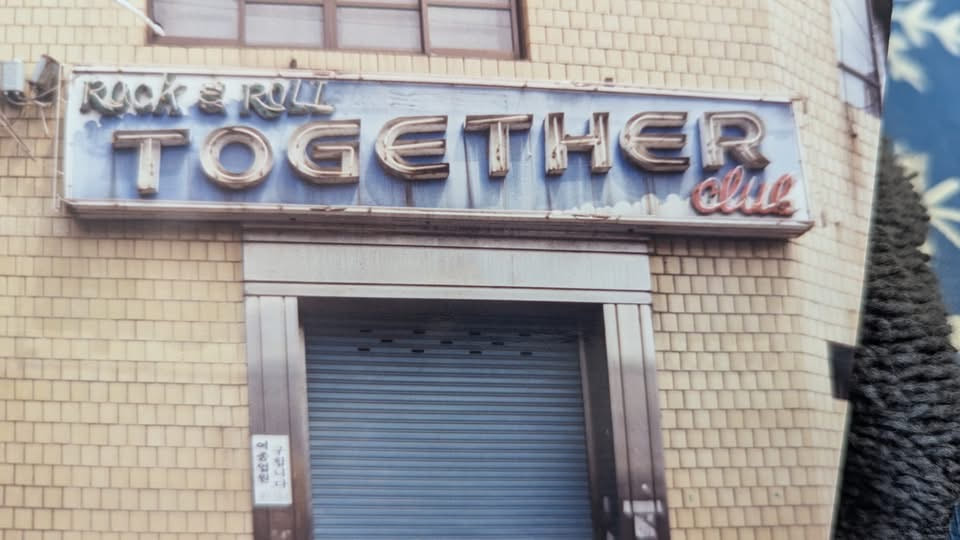 ROCK & ROLL
TOGETHER
Club